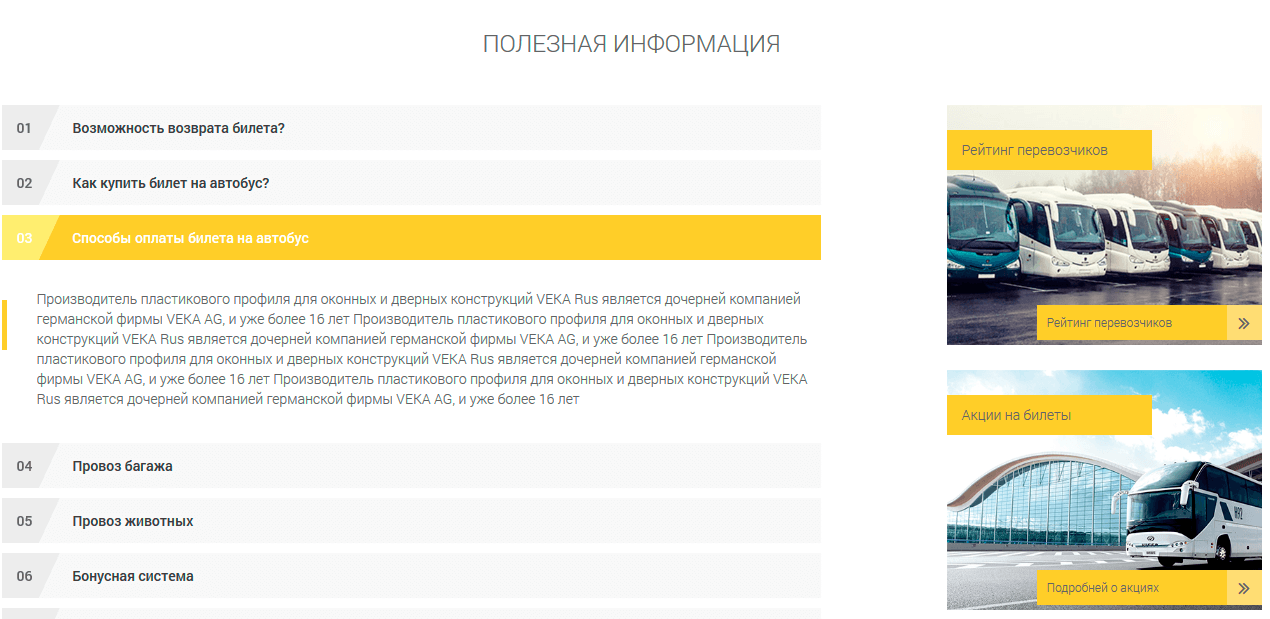 ПОЛЕЗНАЯ ИНФОРМАЦИЯ
01 Возможность возврата билета?
02 Как купить билет на автобус?
03 Способы оплаты билета на автобус
Производитель пластикового профиля для оконных и дверных конструкций VEKA Rus является дочерней компанией
германской фирмы VEKA AG, и уже более 16 лет Производитель пластикового профиля для оконных и дверных
конструкций VEKA Rus является дочерней компанией германской фирмы VEKA AG, и уже более 16 лет Производитель
пластикового профиля для оконных и дверных конструкций VEKA Rus является дочерней компанией германской
фирмы VEKA AG, и уже более 16 лет Производитель пластикового профиля для оконных и дверных конструкций VEKA
Rus является дочерней компанией германской фирмы VEKA AG, и уже более 16 лет
04 Провоз багажа
05 Провоз животных
06 Бонусная система
Рейтинг перевозчиков
Рейтинг перевозчиков
Акции на билеты
Подробней о акциях